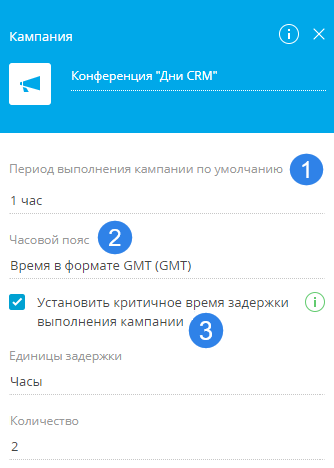 Кампания
Конференция "Дни CRM"
Период выполнения кампании по умолчанию 1
1 час
Часовой пояс 2
Время в формате GMT (GMT)
Установить критичное время задержки
выполнения кампании 3
Единицы задержки
Часы
Количество
2